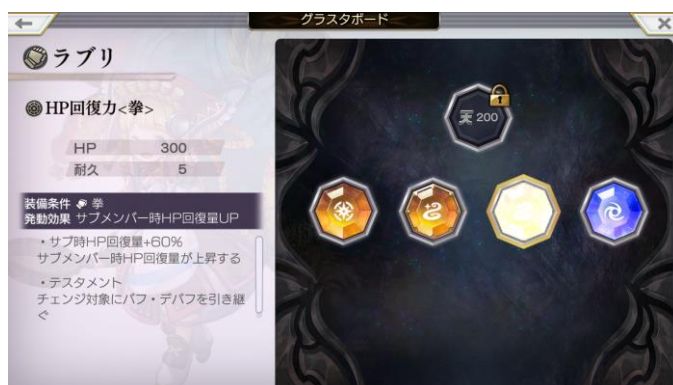 グラスタボード
ラブリ
HP回復力<拳>
HP 300
耐久 5
装備条件 拳
発動効果 サブメンバー時HP回復量UP
・サブ時HP回復量+60%
サブメンバー時HP回復量が上昇する
・テスタメント
チェンジ対象にバフ・デバフを引き継
ぐ
天 200